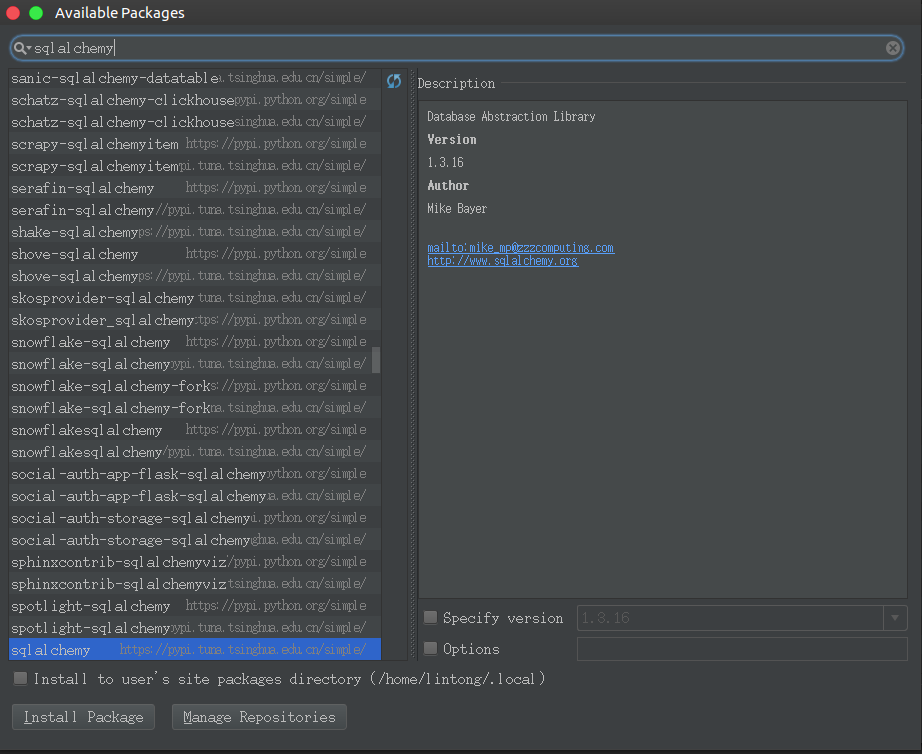 Available Packages
sqlalchemy
sanic-sqlalchemy-datatable u.tsinghua.edu.cn/simple/
schatz-sqlalchemy-clickhouse pypi.python.org/simple
schatz-sqlalchemy-clickhouse singhua.edu.cn/simple/
scrapy-sqlalchemyitem https://pypi.python.org/simple
scrapy-sqlalchemyitem pi.tuna.tsinghua.edu.cn/simple/
serafin-sqlalchemy https://pypi.python.org/simple
serafin-sqlalchemy //pypi.tuna.tsinghua.edu.cn/simple/
shake-sqlalchemy ps://pypi.tuna.tsinghua.edu.cn/simple/
shove-sqlalchemy https://pypi.python.org/simple
shove-sqlalchemy ps://pypi.tuna.tsinghua.edu.cn/simple/
skosprovider-sqlalchemy tuna.tsinghua.edu.cn/simple/
skosprovider_sqlalchemy tps://pypi.python.org/simple
snowflake-sqlalchemy https://pypi.python.org/simple
snowflake-sqlalchemy pypi.tuna.tsinghua.edu.cn/simple/
snowflake-sqlalchemy-fork s://pypi.python.org/simple
snowflake-sqlalchemy-fork na.tsinghua.edu.cn/simple/
snowflakesqlalchemy https://pypi.python.org/simple
snowflakesqlalchemy /pypi.tuna.tsinghua.edu.cn/simple/
social-auth-app-flask-sqlalchemy python.org/simple
social-auth-app-flask-sqlalchemy ua.edu.cn/simple/
social-auth-storage-sqlalchemy i.python.org/simple
social-auth-storage-sqlalchemy ghua.edu.cn/simple/
sphinxcontrib-sqlalchemyviz /pypi.python.org/simple
sphinxcontrib-sqlalchemyviz tsinghua.edu.cn/simple/
spotlight-sqlalchemy https://pypi.python.org/simple
spotlight-sqlalchemy pypi.tuna.tsinghua.edu.cn/simple/
sqlalchemy https://pypi.tuna.tsinghua.edu.cn/simple/
Description
Database Abstraction Library
Version
1.3.16
Author
Mike Bayer
mailto:mike_mp@zzzcomputing.com
http://www.sqlalchemy.org
Specify version 1.3.16
Options
Install to user's site packages directory (/home/lintong/.local)
Install Package Manage Repositories